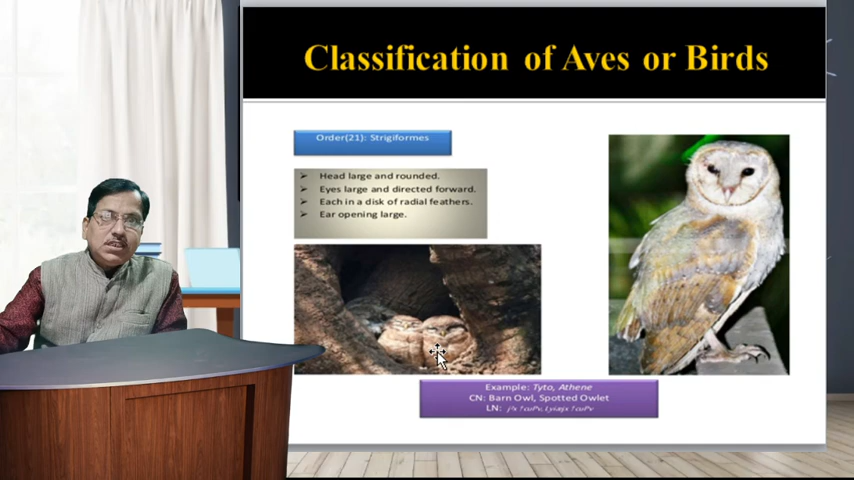 Classification of Aves or Birds
Order(21): Strigiformes
Head large and rounded.
Eyes large and directed forward.
Each in a disk of radial feathers.
Ear opening large.
Example: Tyto, Athene
CN: Barn Owl, Spotted Owlet
LN: